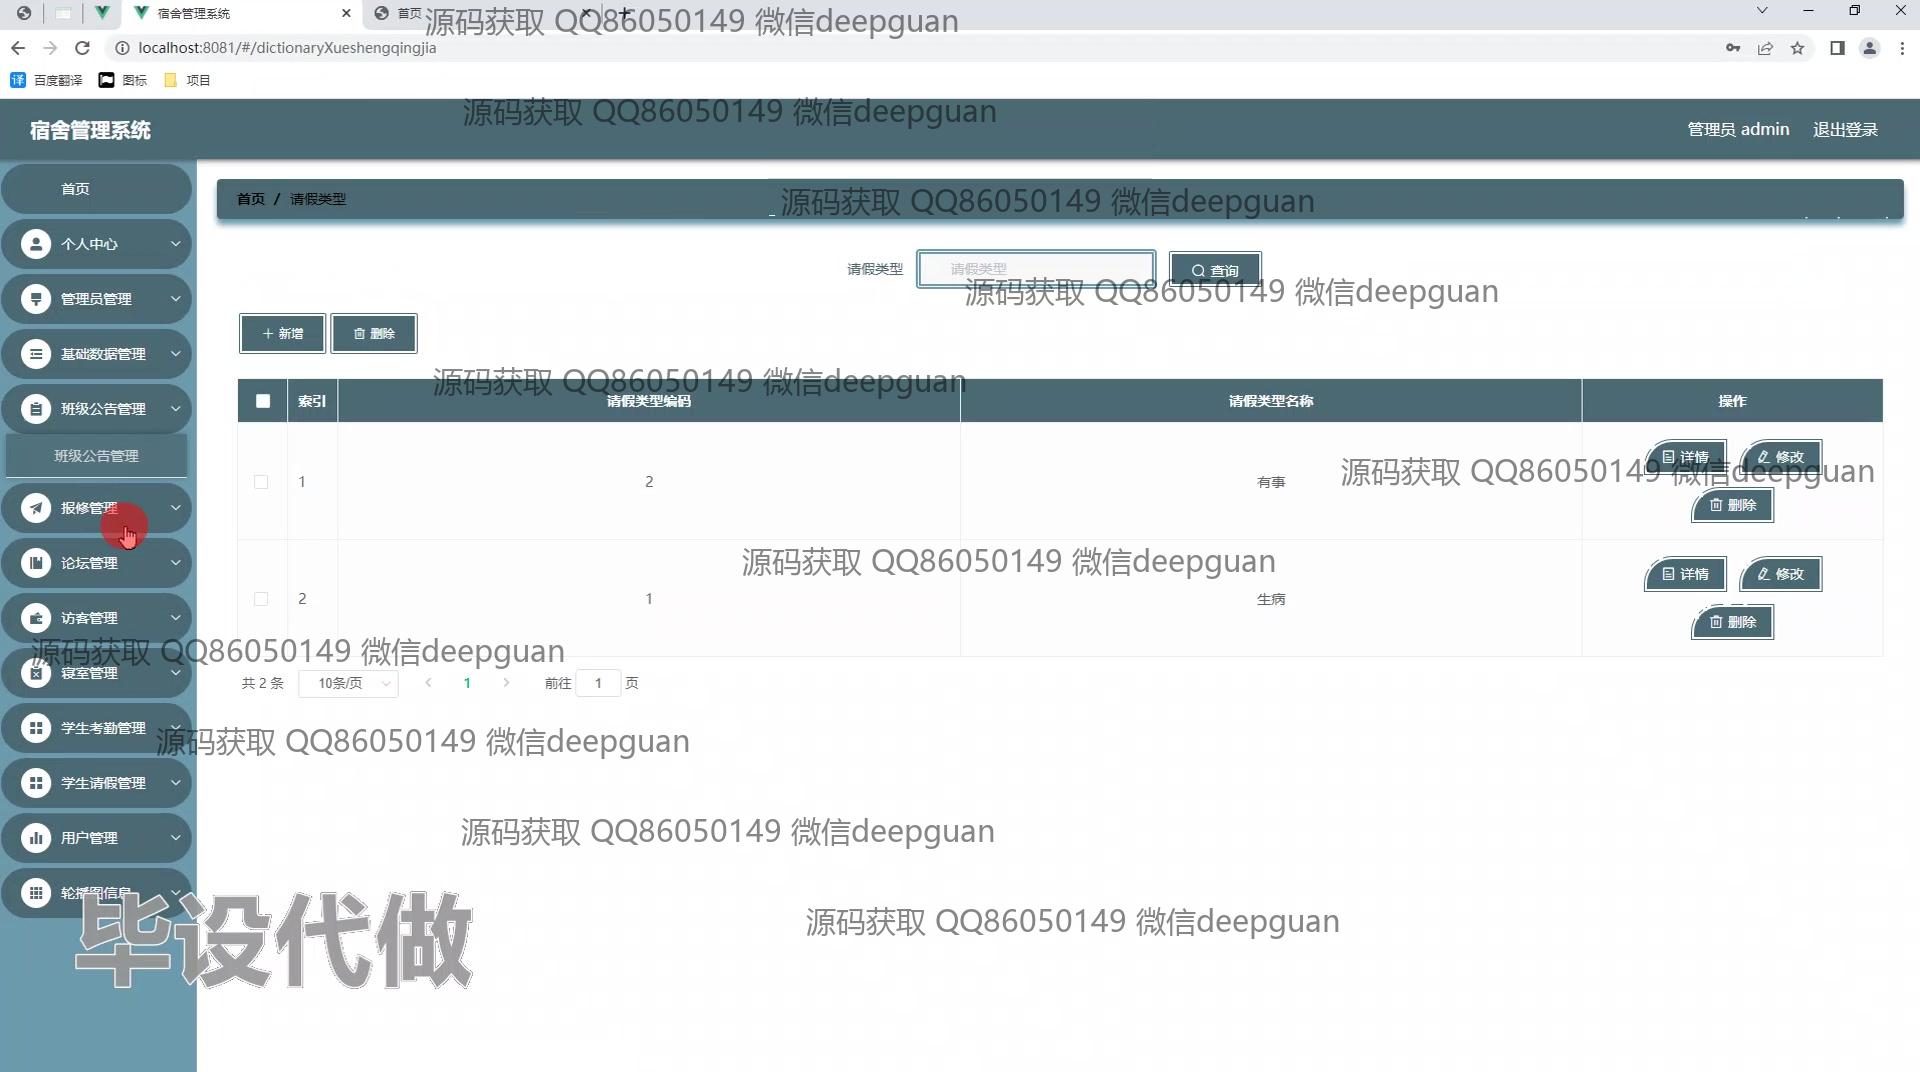 宿舍管理系统
首页
源码获取 QQ86050149 微信deepguan
localhost:8081/#/dictionaryXueshengqingjia
百度翻译
图标
项目
源码获取 QQ86050149 微信deepguan
宿舍管理系统
管理员 admin
退出登录
首页
首页 / 请假类型
源码获取 QQ86050149 微信deepguan
个人中心
请假类型
请假类型
查询
源码获取 QQ86050149 微信deepguan
管理员管理
新增
删除
基础数据管理
源码获取 QQ86050149 微信deepguan
班级公告管理
索引
请假类型编码
请假类型名称
操作
班级公告管理
1
2
有事
详情
修改
删除
源码获取 QQ86050149 微信deepguan
报修管理
论坛管理
源码获取 QQ86050149 微信deepguan
2
1
生病
详情
修改
删除
访客管理
源码获取 QQ86050149 微信deepguan
寝室管理
共 2 条
10条/页
1
前往 1 页
学生考勤管理
源码获取 QQ86050149 微信deepguan
学生请假管理
用户管理
源码获取 QQ86050149 微信deepguan
轮播图信息
毕设代做
源码获取 QQ86050149 微信deepguan